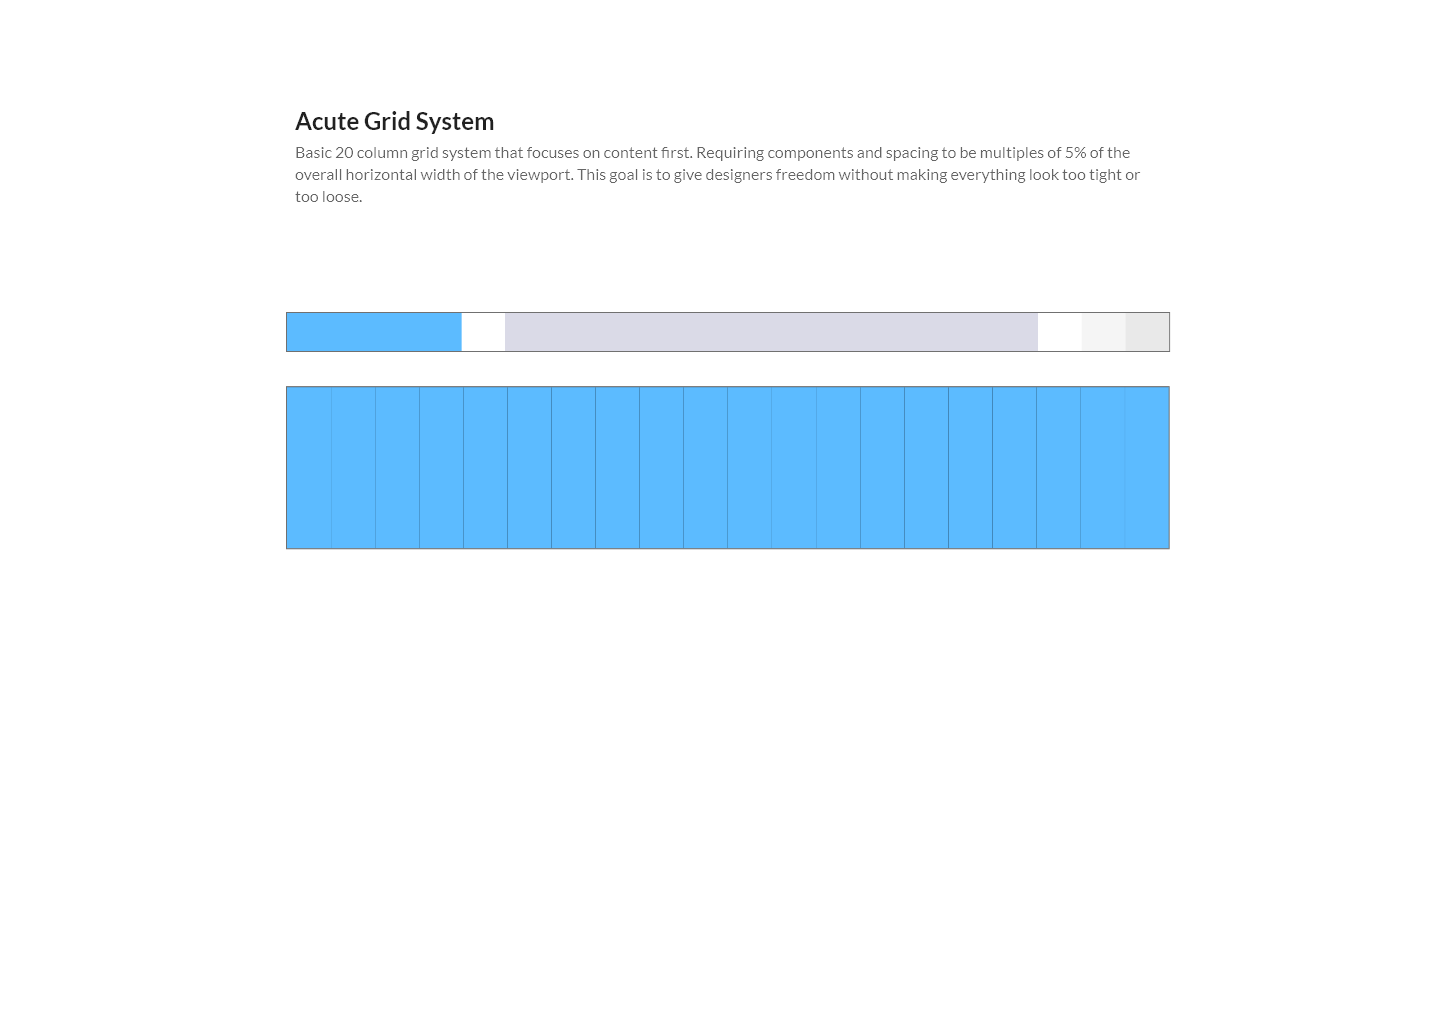 Acute Grid System
Basic 20 column grid system that focuses on content first. Requiring components and spacing to be multiples of 5% of the
overall horizontal width of the viewport. This goal is to give designers freedom without making everything look too tight or
too loose.